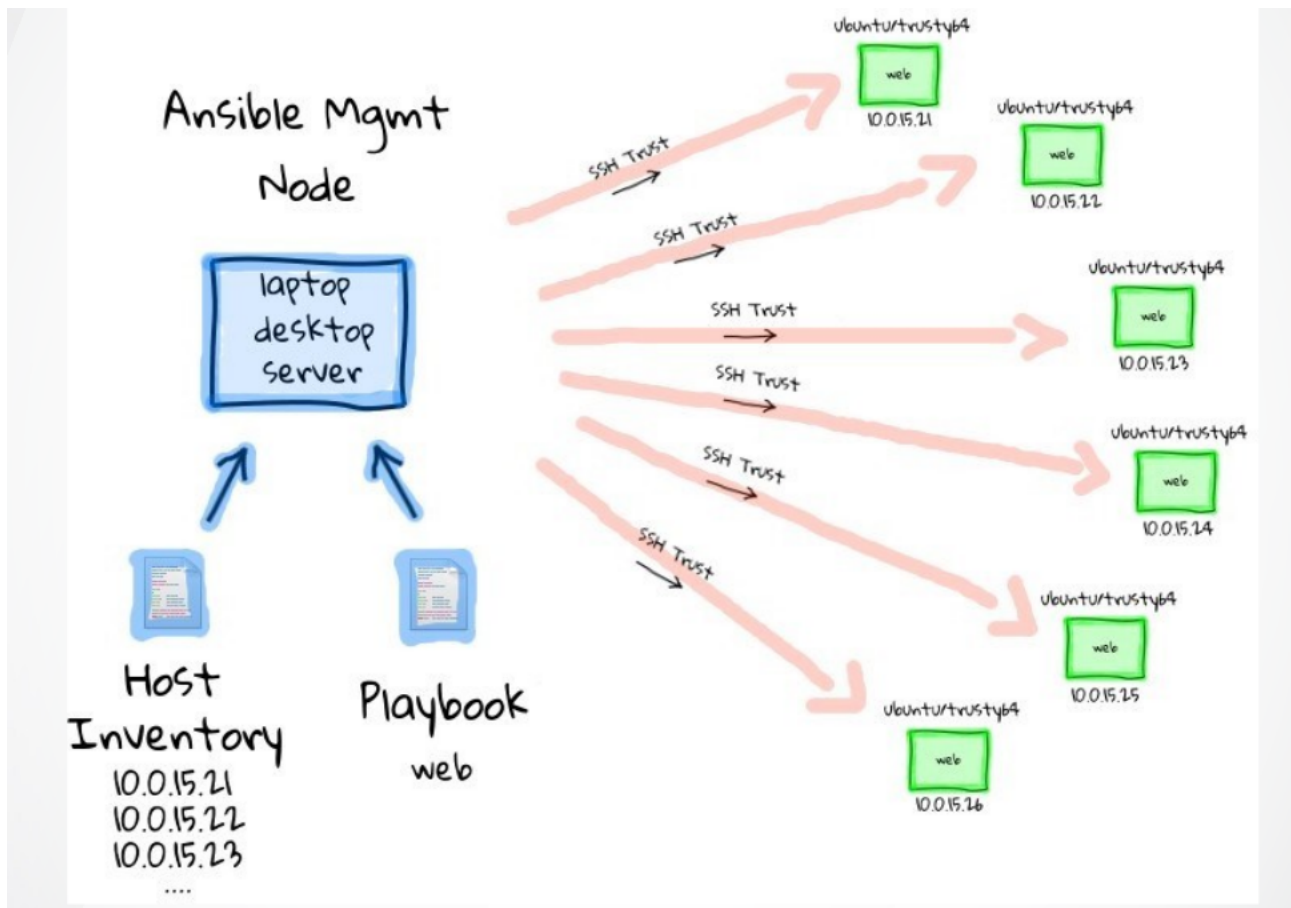 Ansible Mgmt
Node
laptop
desktop
server
Host
Inventory
10.0.15.21
10.0.15.22
10.0.15.23
....
Playbook
web
SSH Trust
SSH Trust
SSH Trust
SSH Trust
SSH Trust
SSH Trust
ubuntu/trusty64
web
10.0.15.21
ubuntu/trusty64
web
10.0.15.22
ubuntu/trusty64
web
10.0.15.23
ubuntu/trusty64
web
10.0.15.24
ubuntu/trusty64
web
10.0.15.25
ubuntu/trusty64
web
10.0.15.26